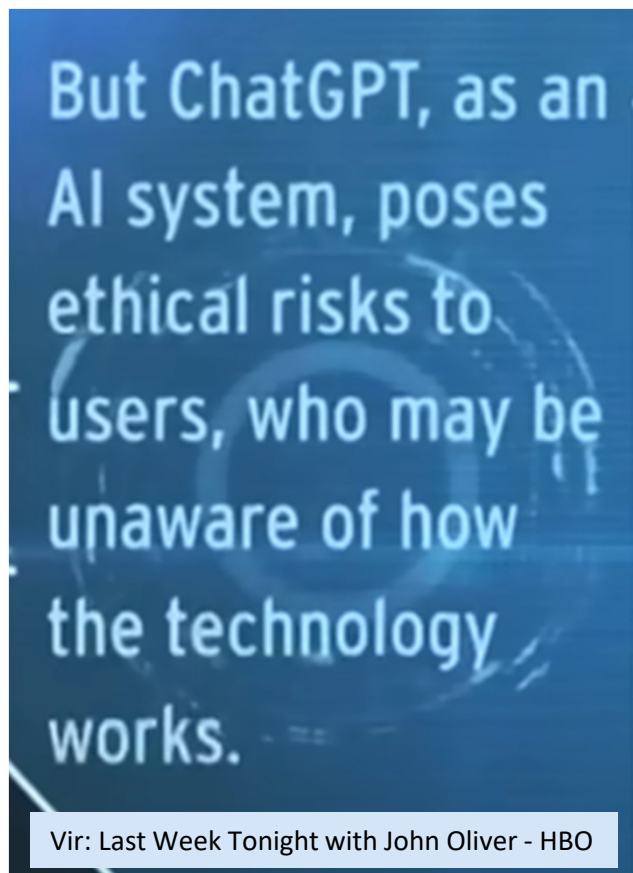 But ChatGPT, as an
AI system, poses
ethical risks to
users, who may be
unaware of how
the technology
works.
Vir: Last Week Tonight with John Oliver - HBO